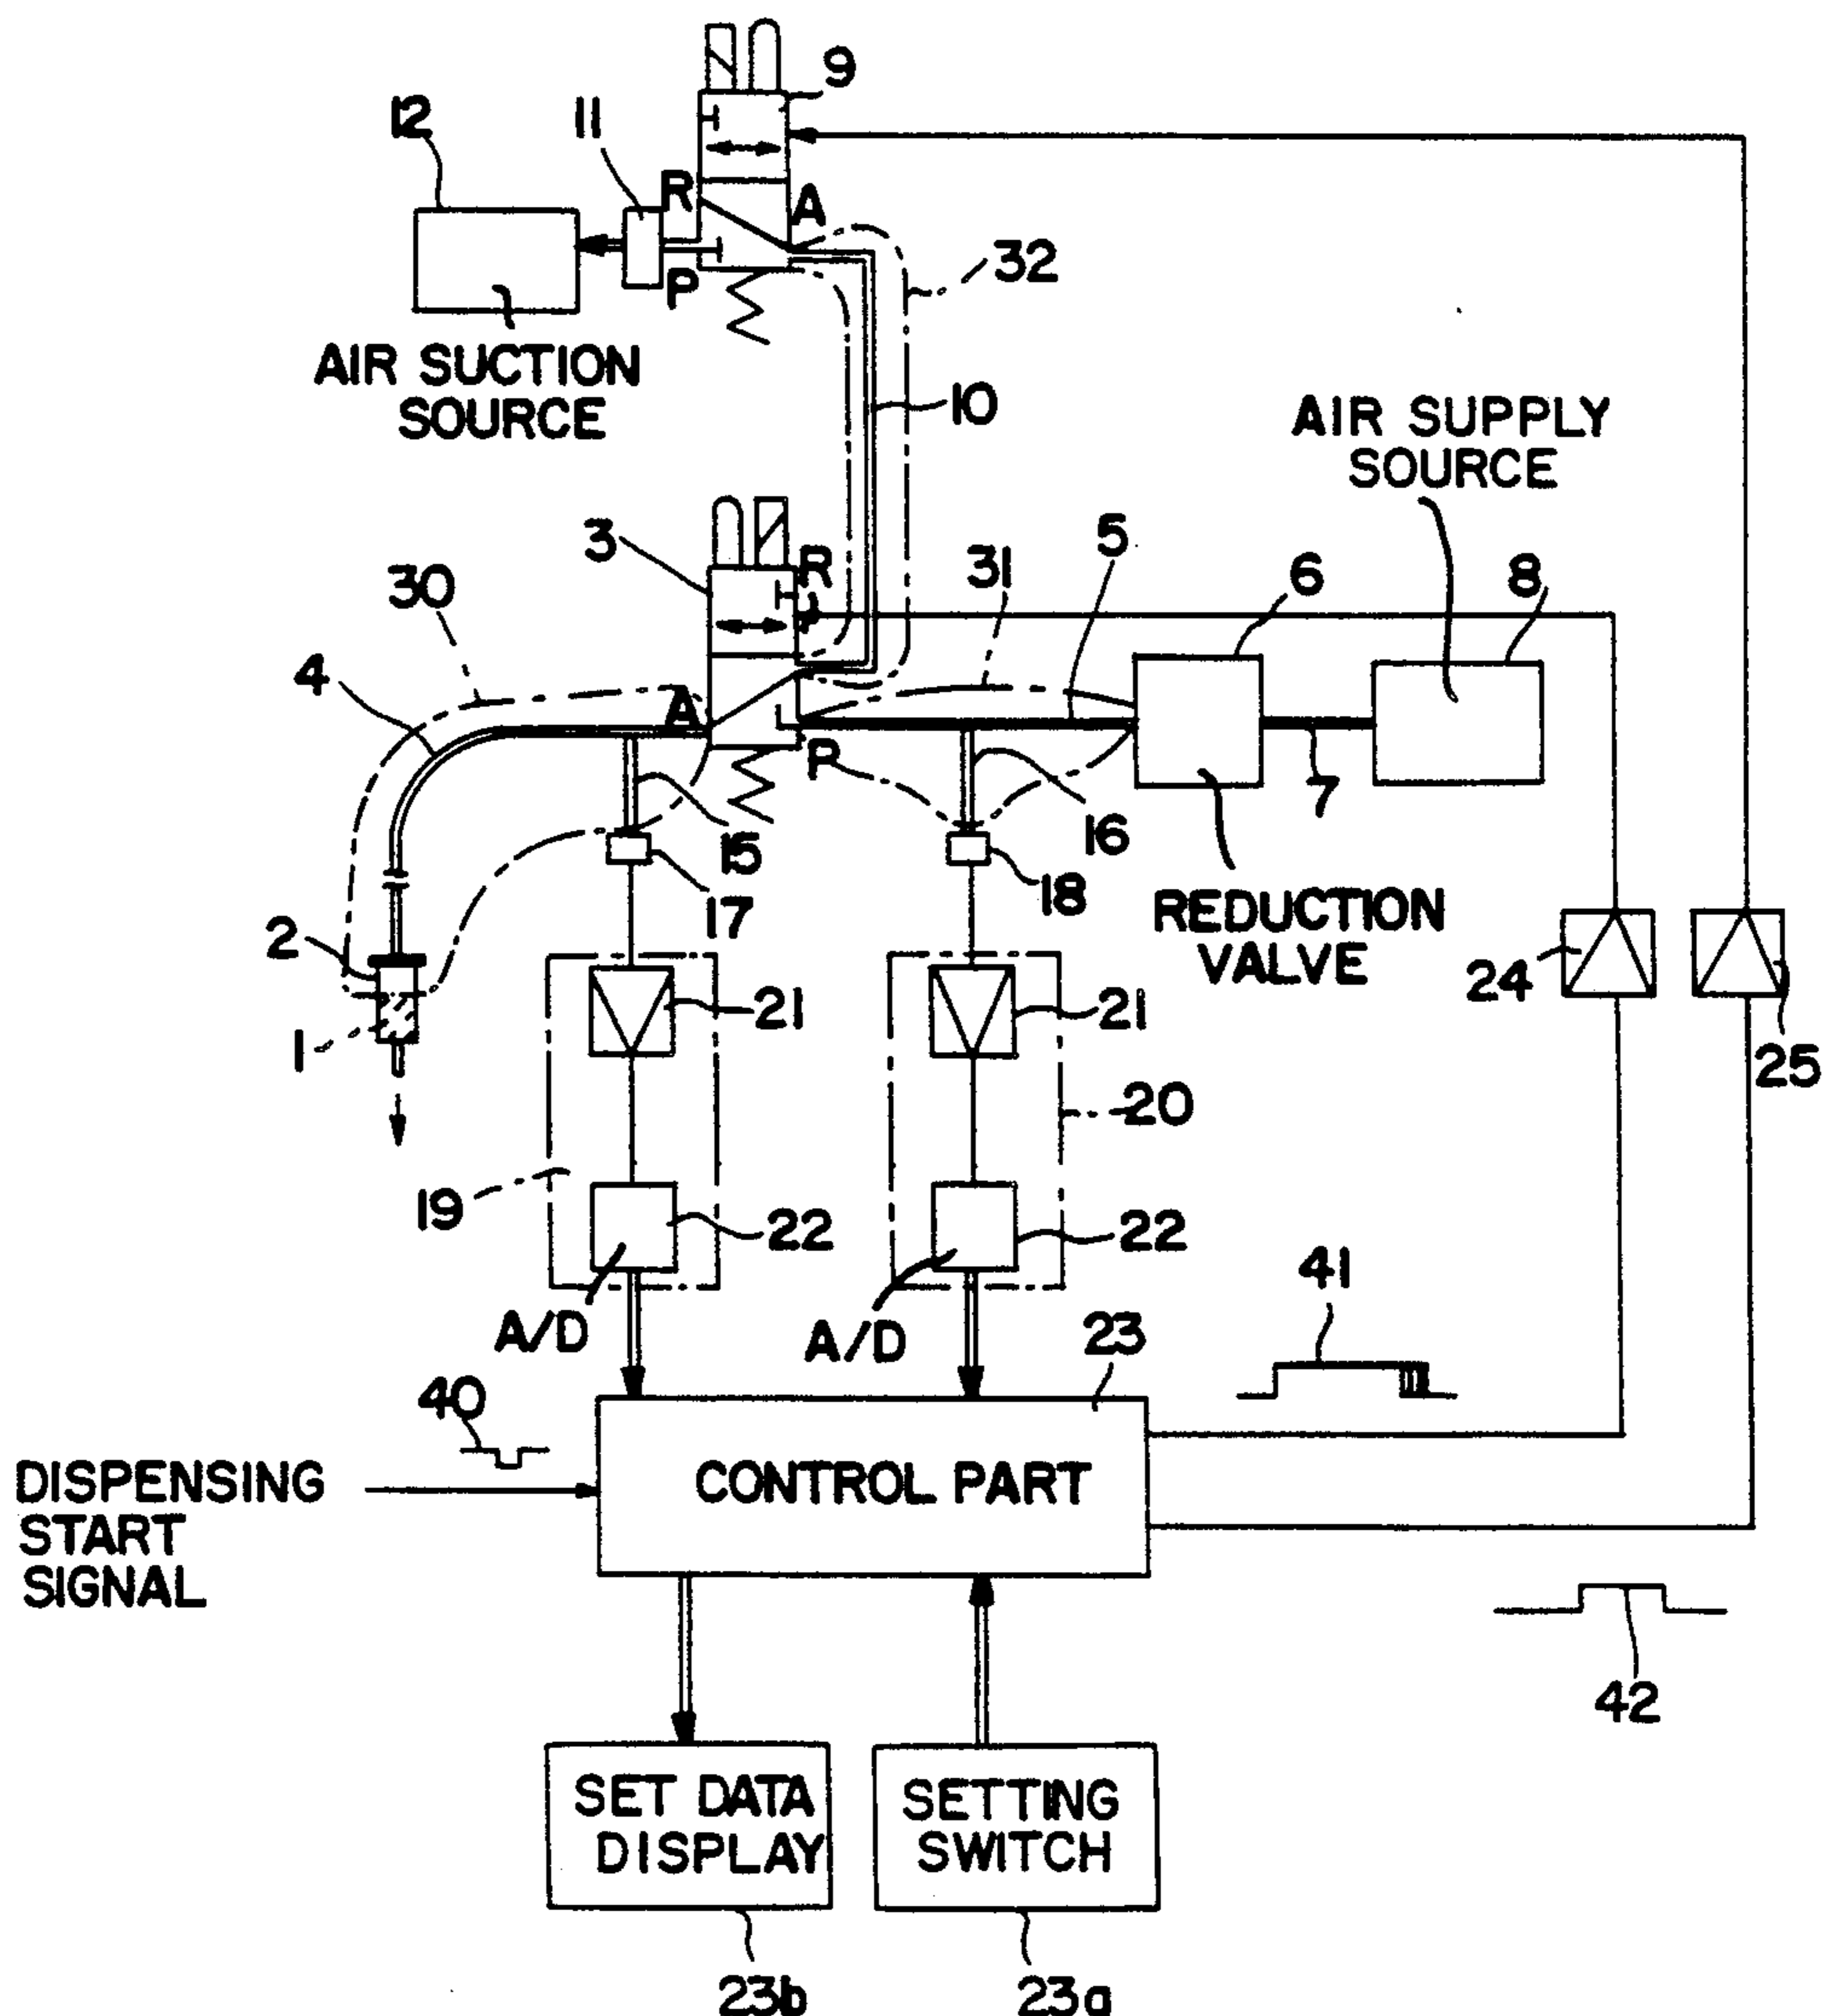 9
12
11
R
A
32
P
AIR SUCTION
SOURCE
10
AIR SUPPLY
SOURCE
3
R
5
31
6
8
30
P
4
A
P
7
15
16
17
18
REDUCTION
VALVE
2
24
21
21
1
25
20
19
22
22
41
A/D
A/D
23
40
DISPENSING
START
SIGNAL
CONTROL PART
42
SET DATA
DISPLAY
SETTING
SWITCH
23b
23a